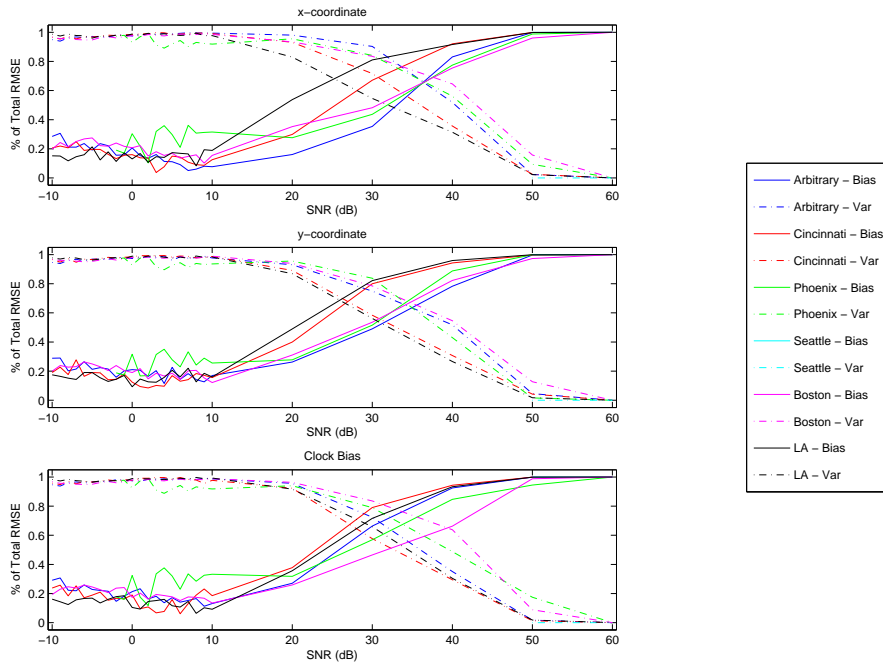 x−coordinate
1
0.8
0.6
0.4
0.2
0
% of Total RMSE
−10 0 10 20 30 40 50 60
SNR (dB)
y−coordinate
1
0.8
0.6
0.4
0.2
0
% of Total RMSE
−10 0 10 20 30 40 50 60
SNR (dB)
Clock Bias
1
0.8
0.6
0.4
0.2
0
% of Total RMSE
−10 0 10 20 30 40 50 60
SNR (dB)
Arbitrary − Bias
Arbitrary − Var
Cincinnati − Bias
Cincinnati − Var
Phoenix − Bias
Phoenix − Var
Seattle − Bias
Seattle − Var
Boston − Bias
Boston − Var
LA − Bias
LA − Var